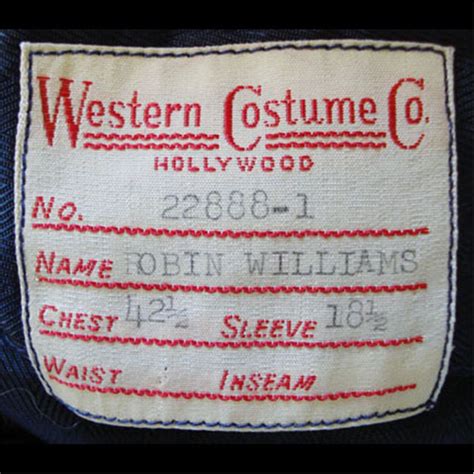 Western Costume Co.
HOLLYWOOD
No. 22888-1
NAME ROBIN WILLIAMS
CHEST 42½ SLEEVE 18½
WAIST INSEAM